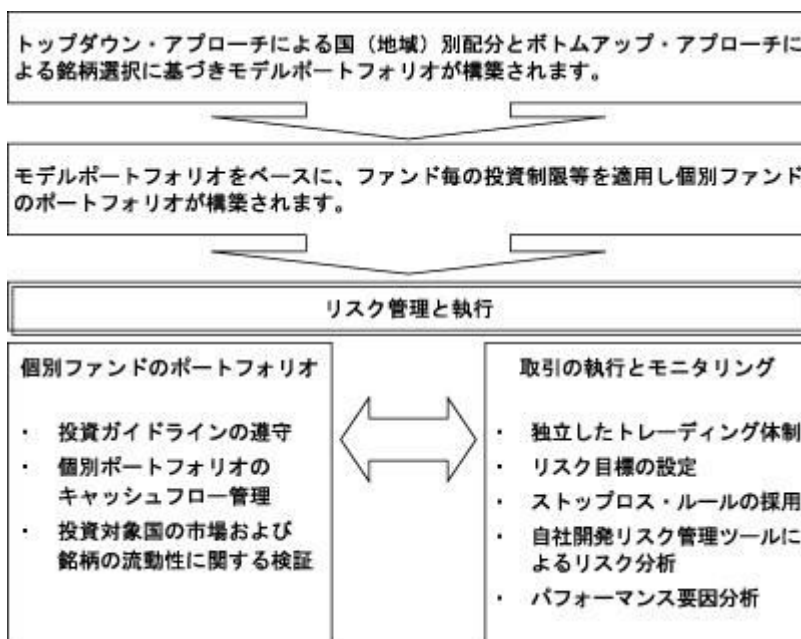 トップダウン・アプローチによる国（地域）別配分とボトムアップ・アプローチに
よる銘柄選択に基づきモデルポートフォリオが構築されます。
モデルポートフォリオをベースに、ファンド毎の投資制限等を適用し個別ファンド
のポートフォリオが構築されます。
リスク管理と執行
個別ファンドのポートフォリオ
・ 投資ガイドラインの遵守
・ 個別ポートフォリオの
キャッシュフロー管理
・ 投資対象国の市場および
銘柄の流動性に関する検証
取引の執行とモニタリング
・ 独立したトレーディング体制
・ リスク目標の設定
・ ストップロス・ルールの採用
・ 自社開発リスク管理ツールに
よるリスク分析
・ パフォーマンス要因分析